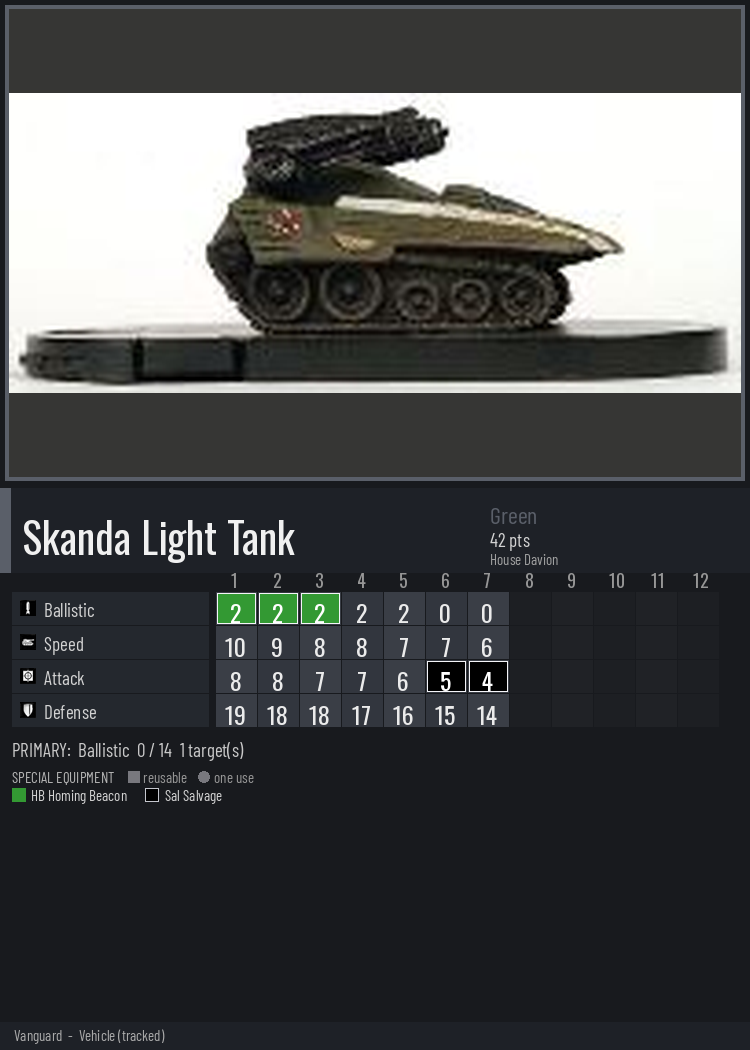 Skanda Light Tank
Green
42 pts
House Davion
1 2 3 4 5 6 7 8 9 10 11 12
Ballistic 2 2 2 2 2 0 0
Speed 10 9 8 8 7 7 6
Attack 8 8 7 7 6 5 4
Defense 19 18 18 17 16 15 14
PRIMARY: Ballistic 0 / 14 1 target(s)
SPECIAL EQUIPMENT reusable one use
HB Homing Beacon Sal Salvage
Vanguard - Vehicle (tracked)